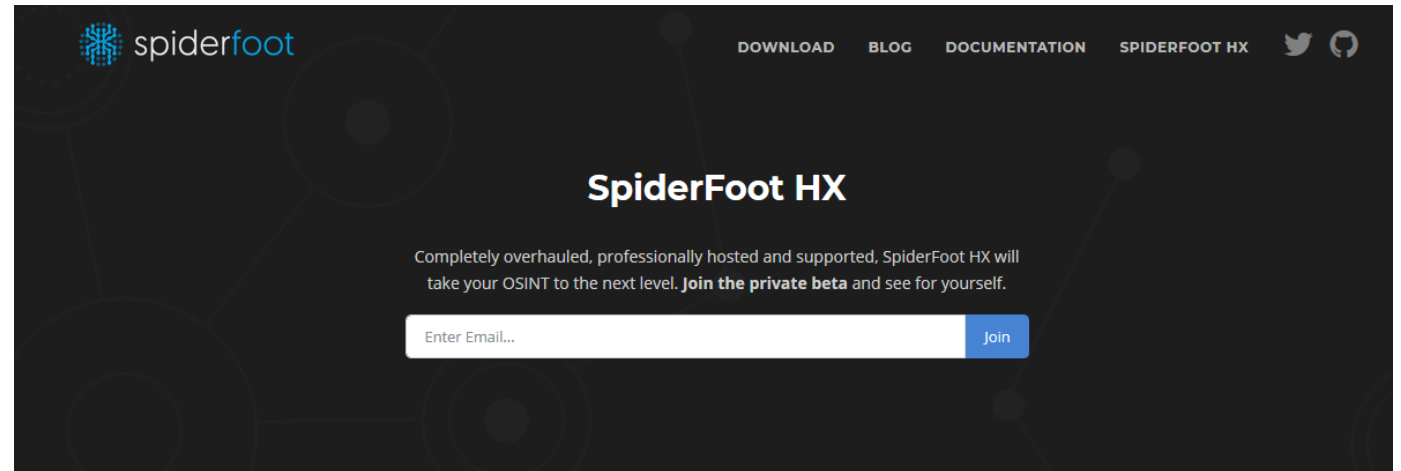 spiderfoot
DOWNLOAD BLOG DOCUMENTATION SPIDERFOOT HX
SpiderFoot HX
Completely overhauled, professionally hosted and supported, SpiderFoot HX will
take your OSINT to the next level. Join the private beta and see for yourself.
Enter Email... Join